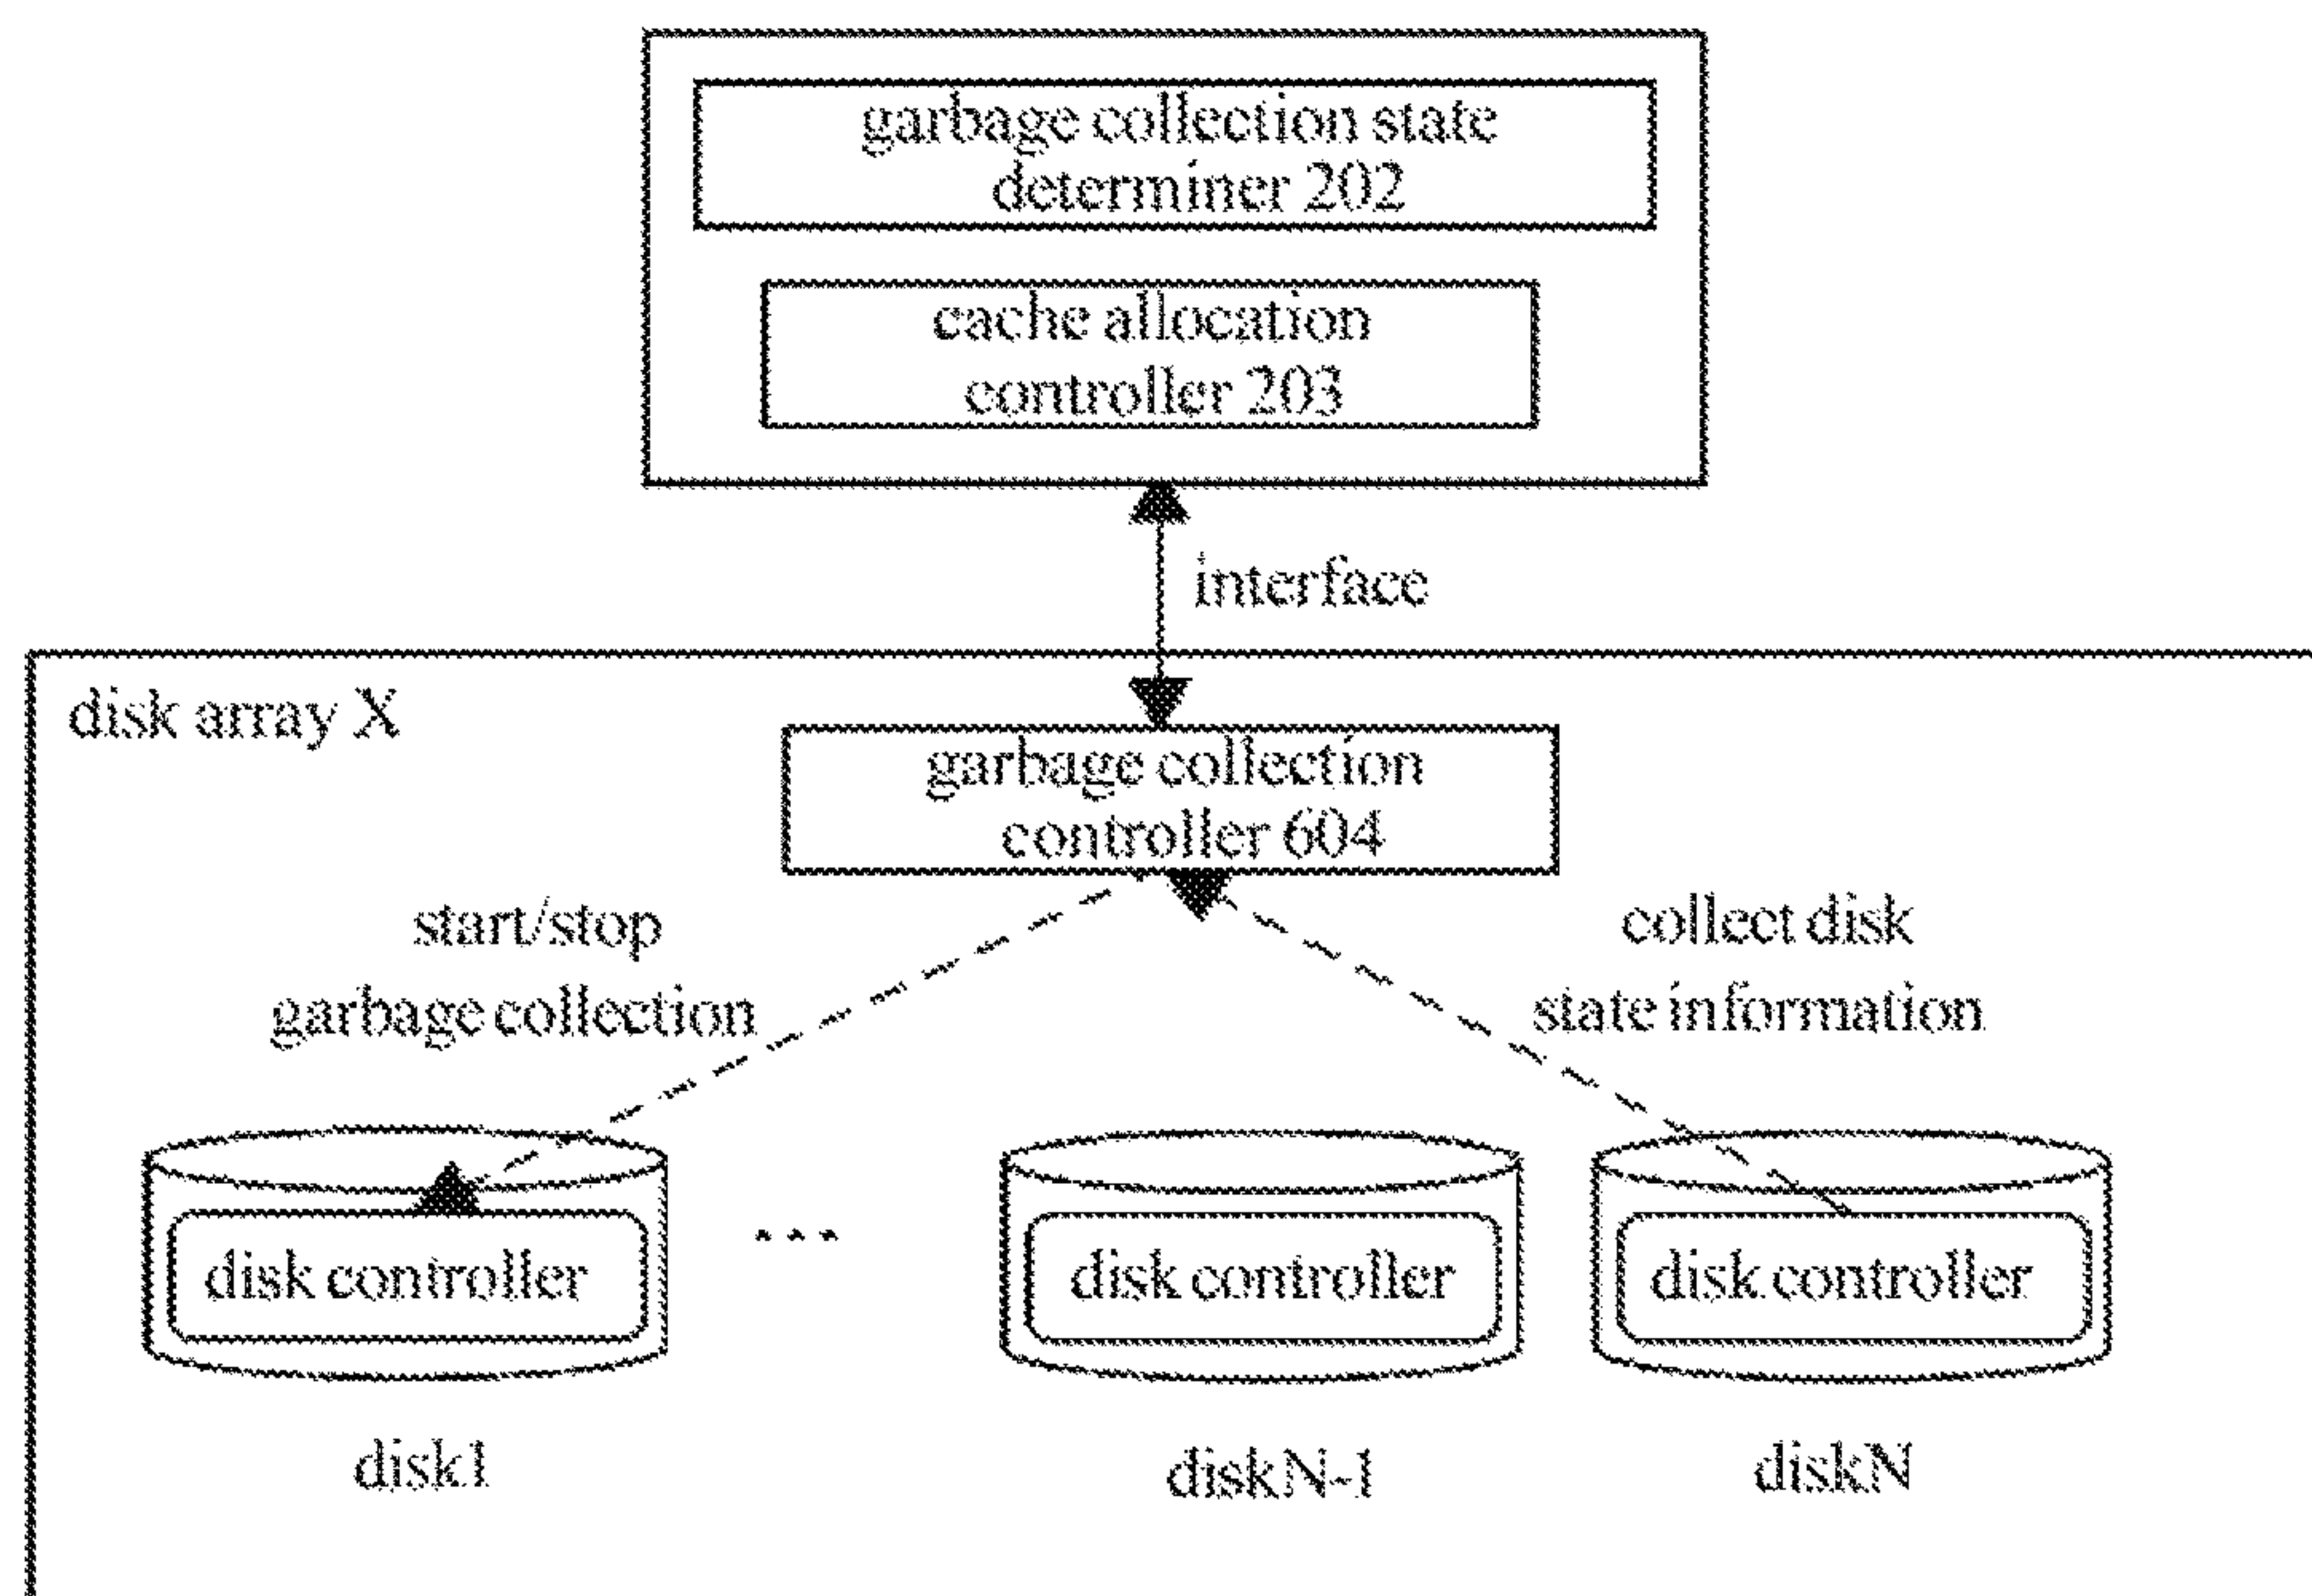 garbage collection state
determiner 202
cache allocation
controller 203
interface
disk array X
garbage collection
controller 604
start/stop
garbage collection
collect disk
state information
disk controller
...
disk controller
disk controller
disk1
diskN-1
diskN